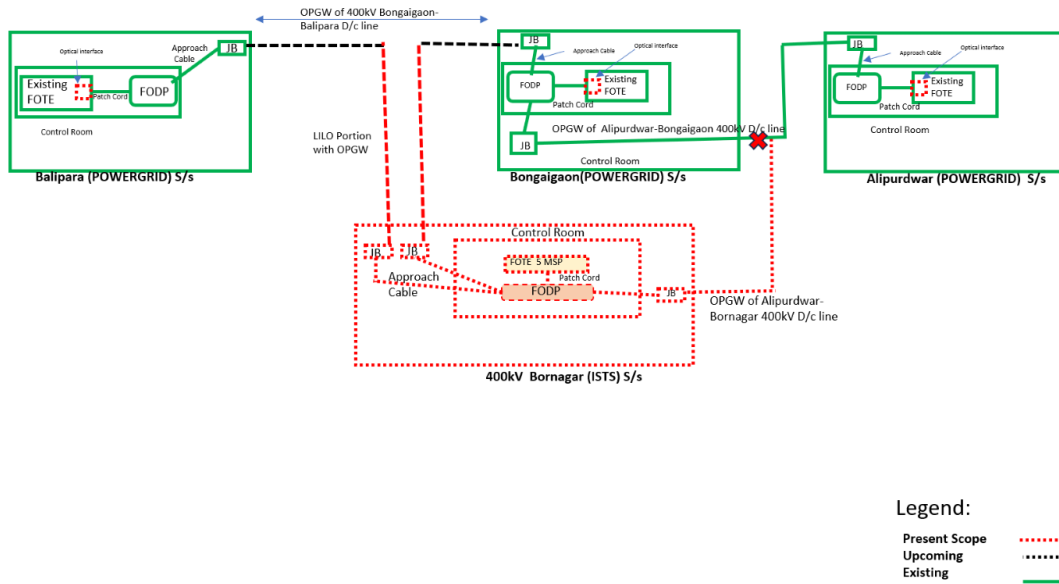 OPGW of 400kV Bongaigaon-
Balipara D/c line
JB
Approach
Cable
Optical interface
Existing
FOTE
Patch Cord
FODP
Control Room
Balipara (POWERGRID) S/s
LILO Portion
with OPGW
JB
Approach Cable
Optical interface
FODP
Existing
FOTE
Patch Cord
JB
OPGW of Alipurdwar-Bongaigaon 400kV D/c line
Control Room
Bongaigaon(POWERGRID) S/s
JB
Approach Cable
Optical interface
FODP
Existing
FOTE
Patch Cord
Control Room
Alipurdwar (POWERGRID) S/s
Control Room
JB
JB
FOTE 5 MSP
Patch Cord
Approach
Cable
FODP
JB
OPGW of Alipurdwar-
Bornagar 400kV D/c line
400kV Bornagar (ISTS) S/s
Legend:
Present Scope
Upcoming
Existing